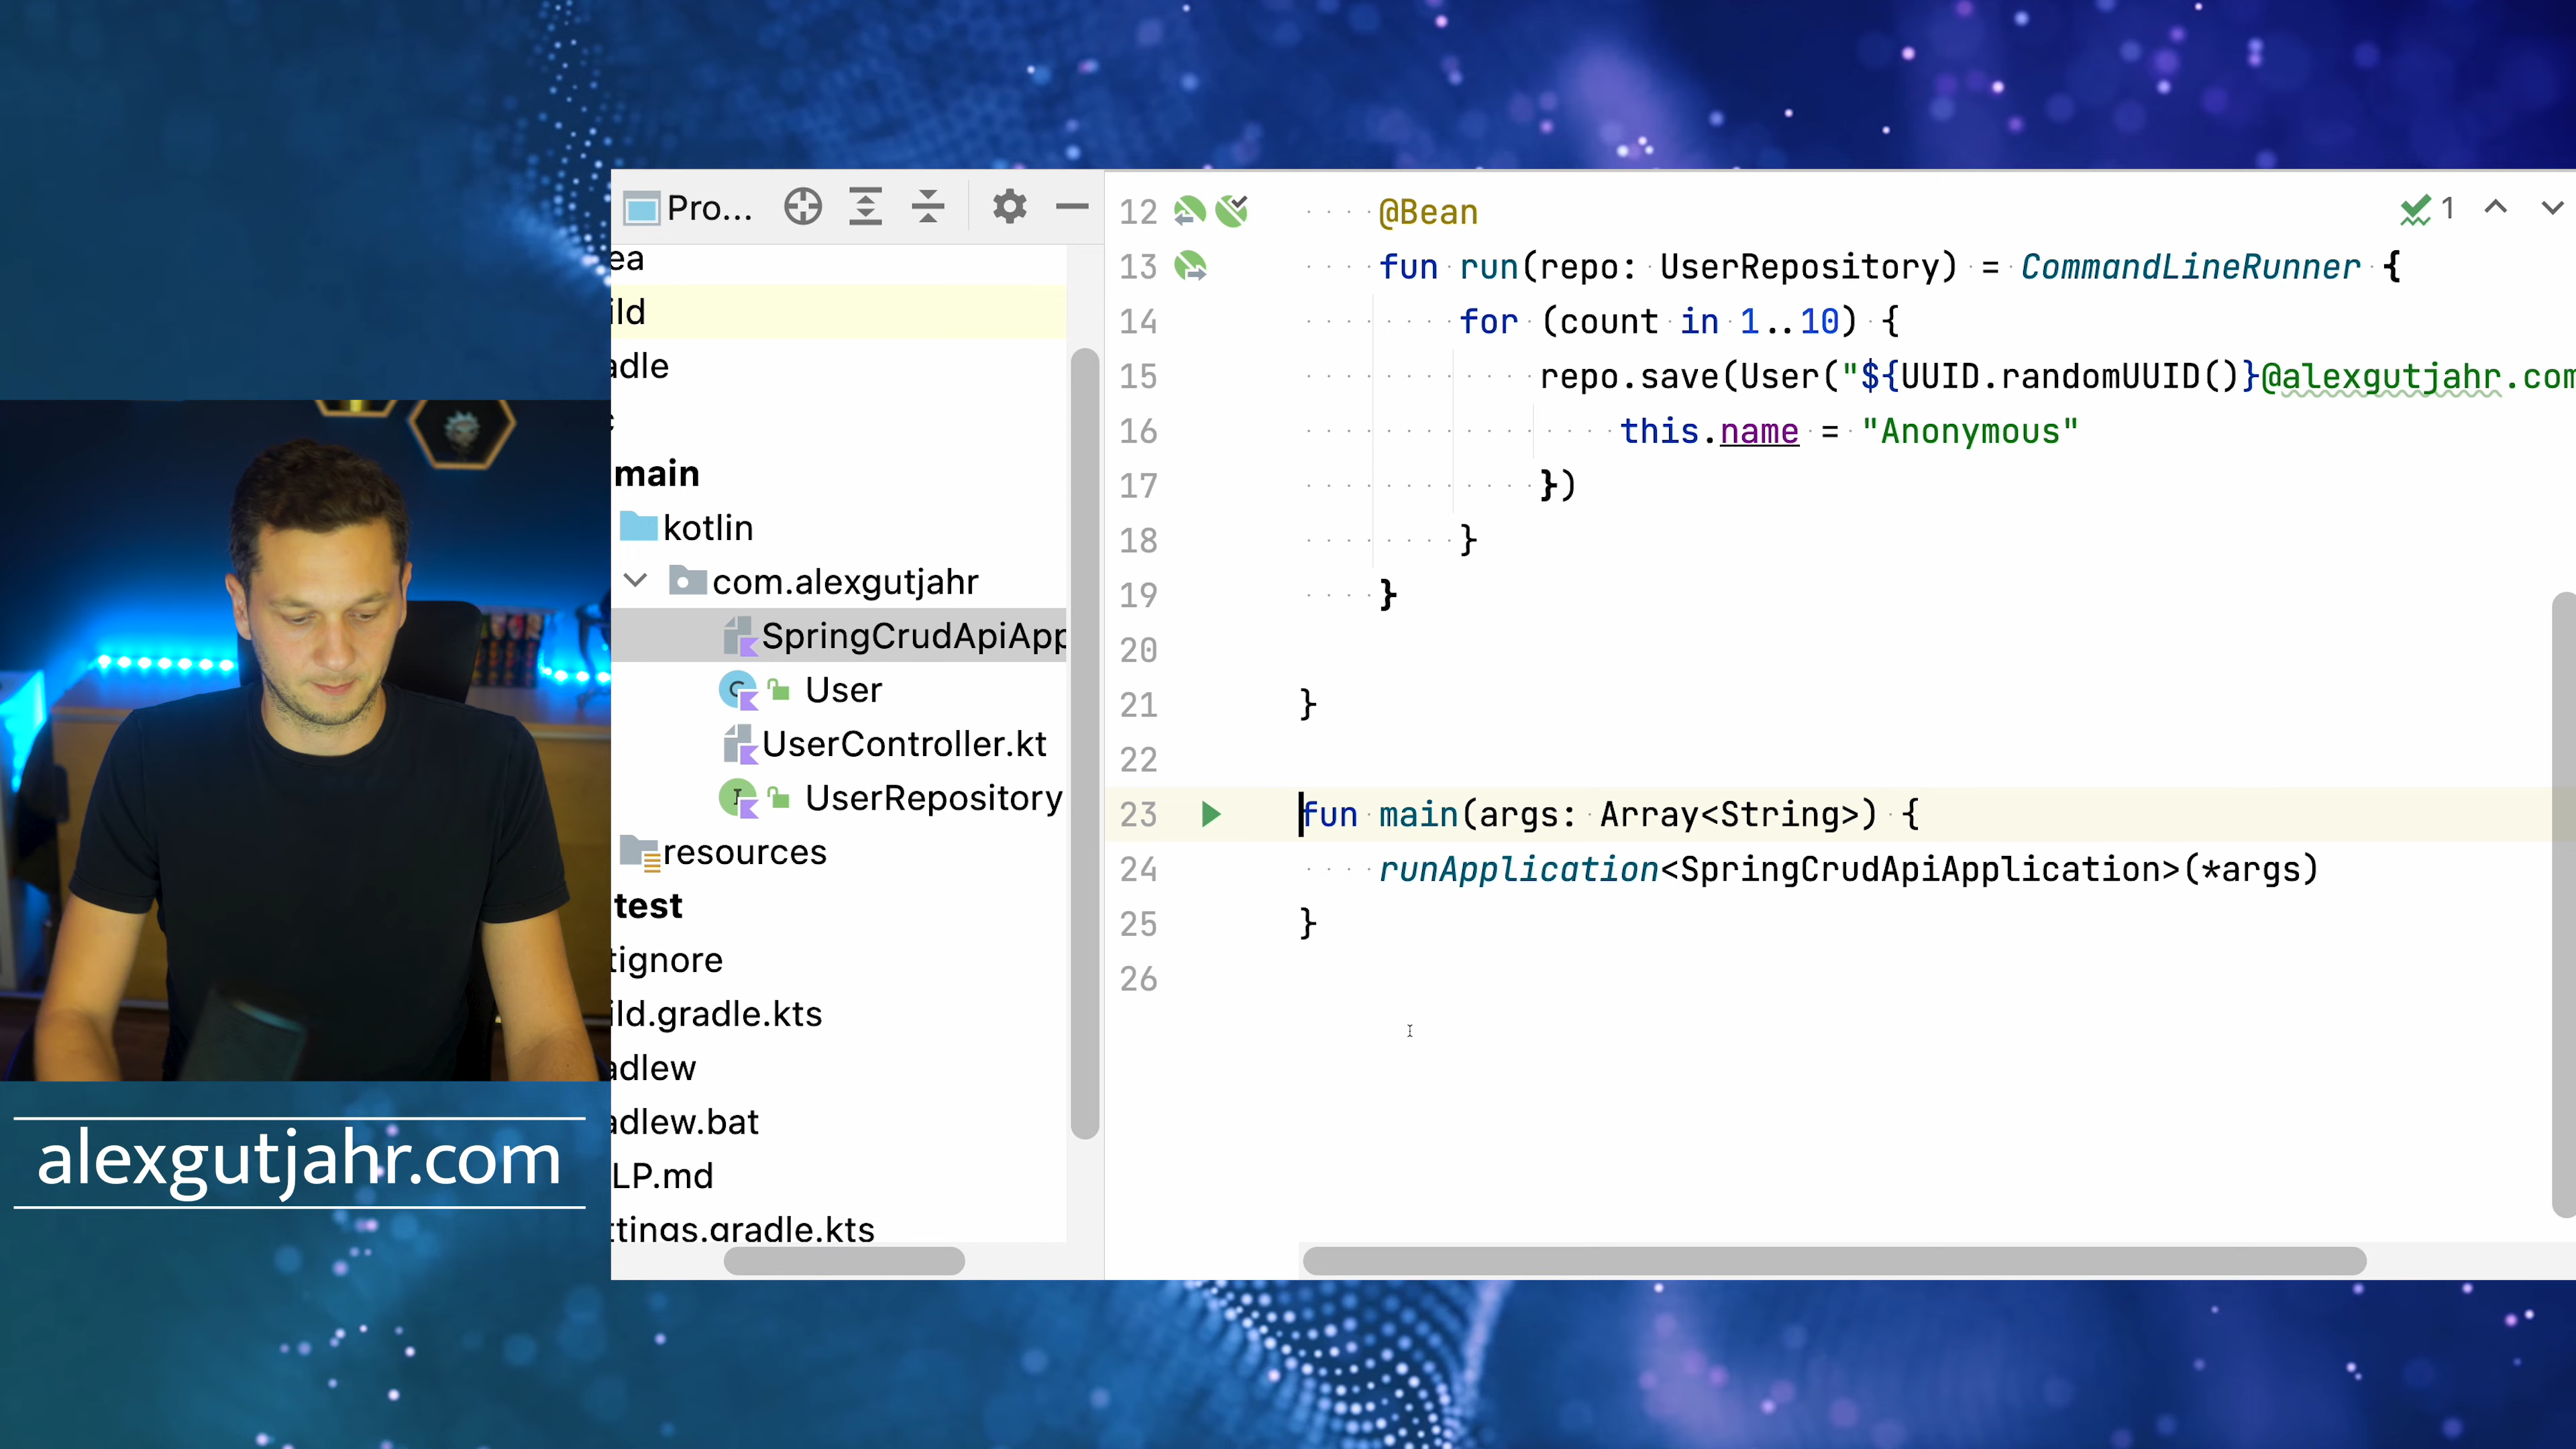 Pro...
ea
ild
adle
main
kotlin
com.alexgutjahr
SpringCrudApiApp
User
UserController.kt
UserRepository
resources
test
tignore
ild.gradle.kts
adlew
adlew.bat
LP.md
ttings.gradle.kts
1
12 @Bean
13 fun run(repo: UserRepository) = CommandLineRunner {
14 for (count in 1..10) {
15 repo.save(User("${UUID.randomUUID()}@alexgutjahr.com
16 this.name = "Anonymous"
17 })
18 }
19 }
20
21 }
22
23 fun main(args: Array<String>) {
24 runApplication<SpringCrudApiApplication>(*args)
25 }
26
alexgutjahr.com